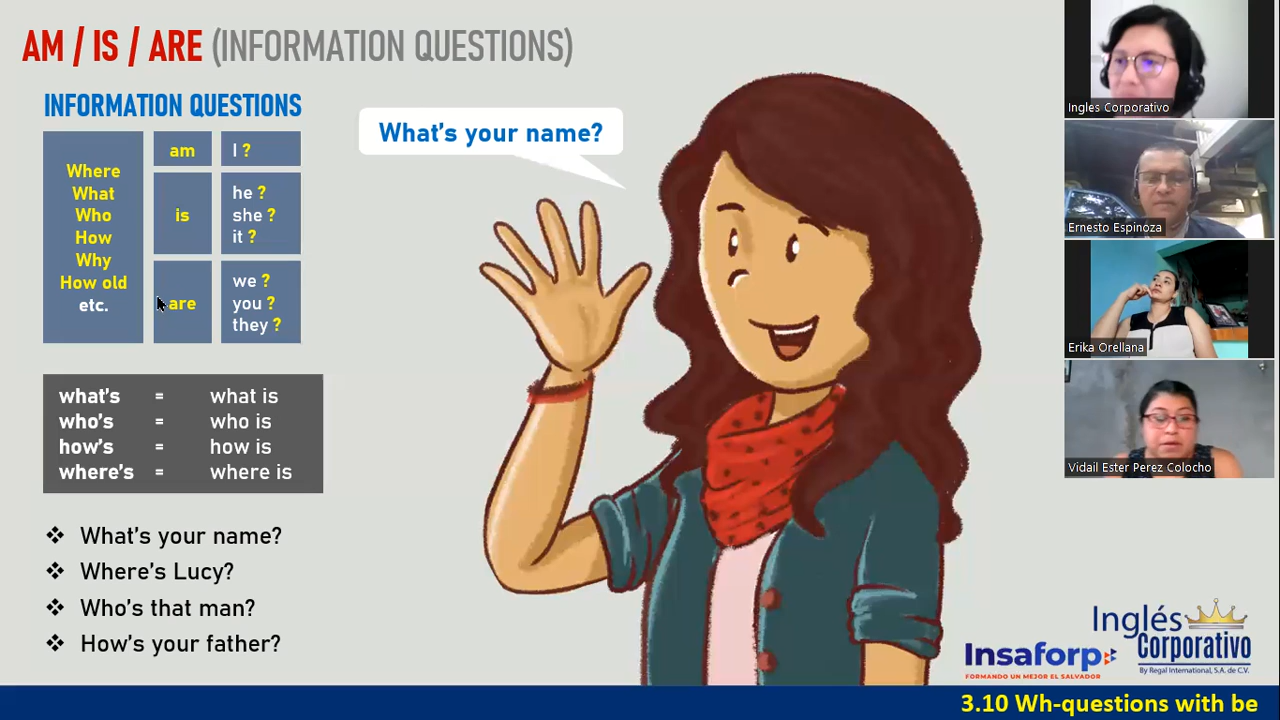 AM / IS / ARE (INFORMATION QUESTIONS)
INFORMATION QUESTIONS
Where
What
Who
How
Why
How old
etc.
am
is
are
I ?
he ?
she ?
it ?
we ?
you ?
they ?
what's = what is
who's = who is
how's = how is
where's = where is
❖ What's your name?
❖ Where's Lucy?
❖ Who's that man?
❖ How's your father?
What's your name?
Ingles Corporativo
Ernesto Espinoza
Erika Orellana
Vidail Ester Perez Colocho
Insaforp
FORMANDO UN MEJOR EL SALVADOR
Inglés
Corporativo
By Regal International, S.A. de C.V.
3.10 Wh-questions with be